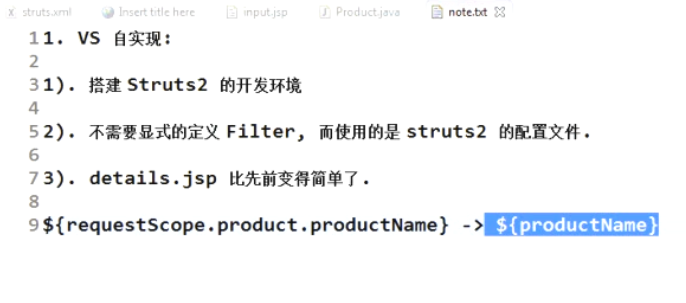 struts.xml Insert title here input.jsp Product.java note.txt
1 1. VS 自实现:
2
3 1). 搭建 Struts2 的开发环境
4
5 2). 不需要显式的定义 Filter, 而使用的是 struts2 的配置文件.
6
7 3). details.jsp 比先前变得简单了.
8
9 ${requestScope.product.productName} -> ${productName}